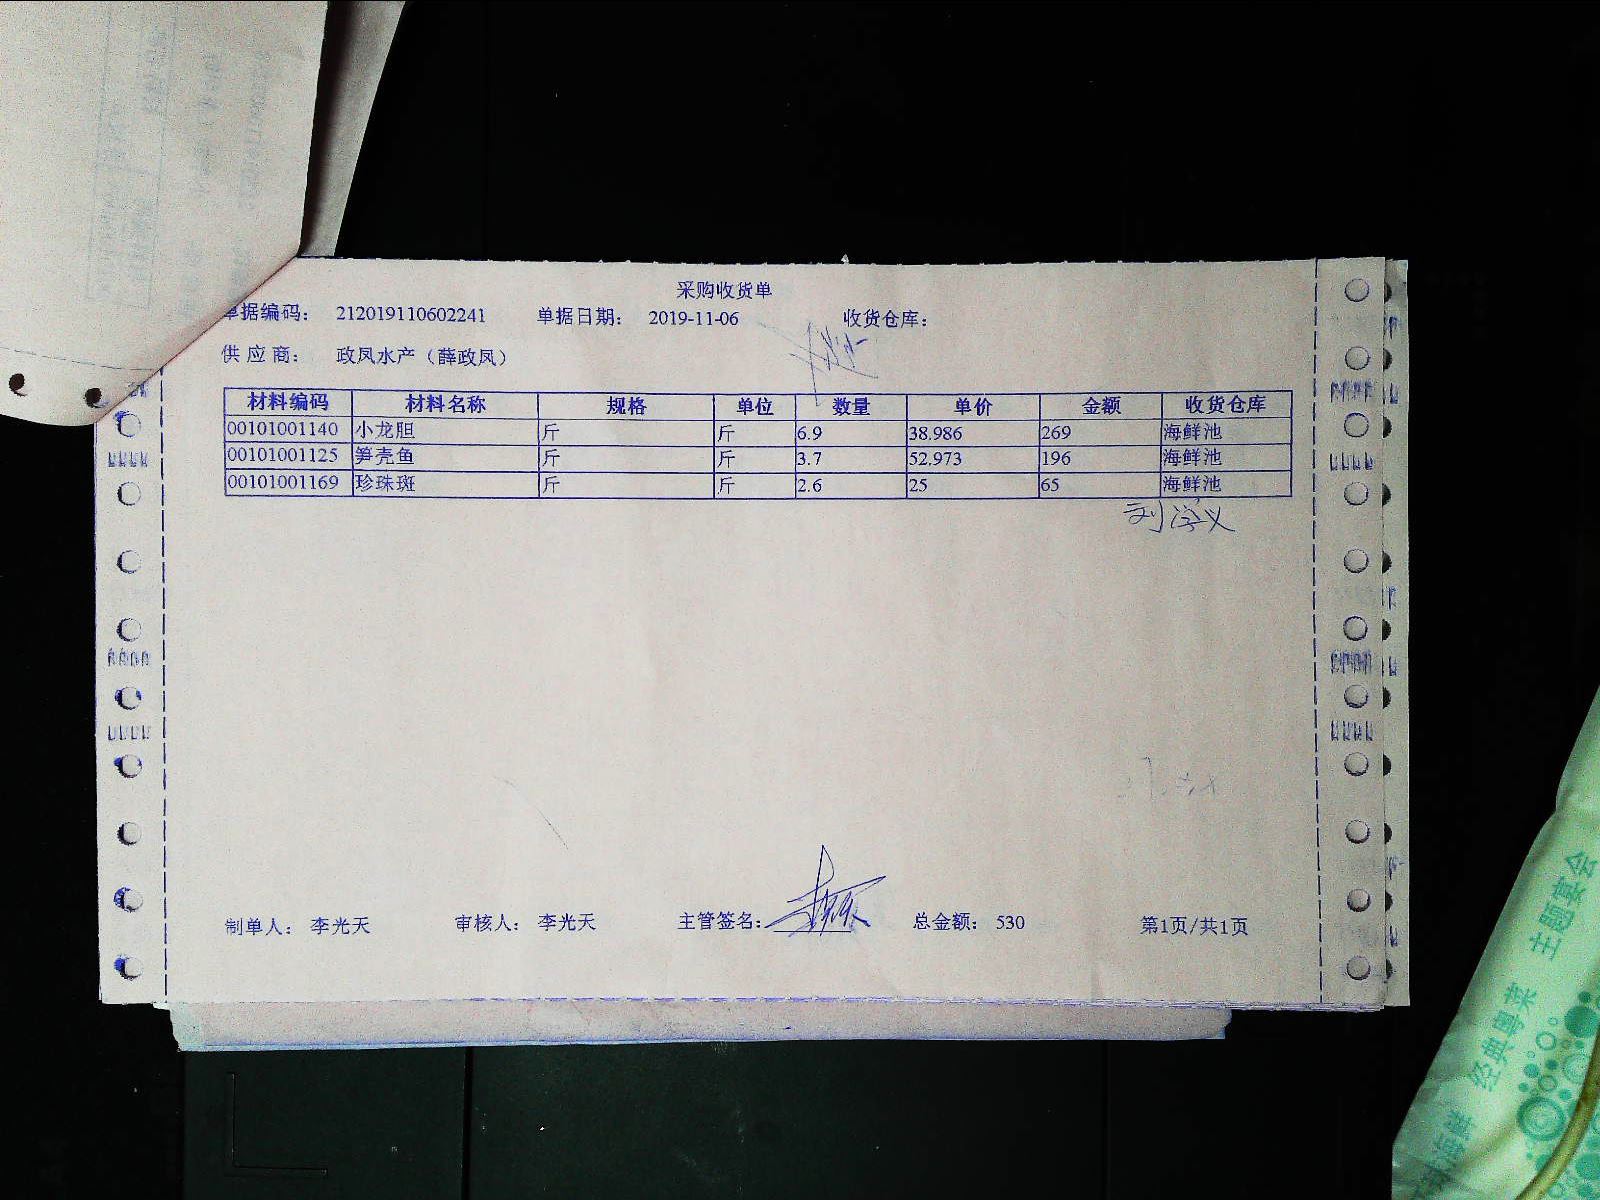 采购收货单
单据编码： 212019110602241 单据日期： 2019-11-06 收货仓库：
供应商： 政凤水产（薛政凤）
材料编码 材料名称 规格 单位 数量 单价 金额 收货仓库
00101001140 小龙胆 斤 斤 6.9 38.986 269 海鲜池
00101001125 笋壳鱼 斤 斤 3.7 52.973 196 海鲜池
00101001169 珍珠斑 斤 斤 2.6 25 65 海鲜池
制单人： 李光天 审核人： 李光天 主管签名： 总金额： 530 第1页/共1页
主题宴会
经典粤菜